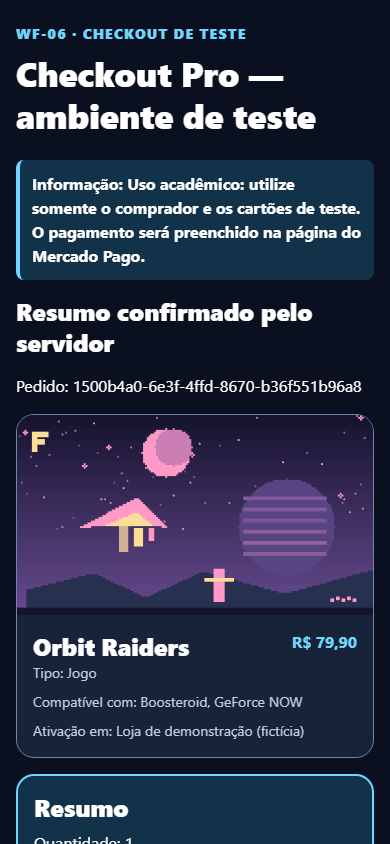 WF-06 · CHECKOUT DE TESTE
Checkout Pro —
ambiente de teste
Informação: Uso acadêmico: utilize
somente o comprador e os cartões de teste.
O pagamento será preenchido na página do
Mercado Pago.
Resumo confirmado pelo
servidor
Pedido: 1500b4a0-6e3f-4ffd-8670-b36f551b96a8
F
Orbit Raiders
R$ 79,90
Tipo: Jogo
Compatível com: Boosteroid, GeForce NOW
Ativação em: Loja de demonstração (fictícia)
Resumo
Quantidade: 1